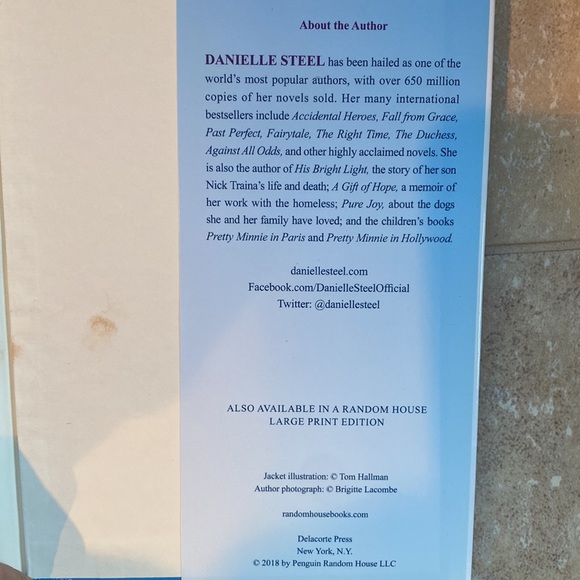 About the Author
DANIELLE STEEL has been hailed as one of the
world's most popular authors, with over 650 million
copies of her novels sold. Her many international
bestsellers include Accidental Heroes, Fall from Grace,
Past Perfect, Fairytale, The Right Time, The Duchess,
Against All Odds, and other highly acclaimed novels. She
is also the author of His Bright Light, the story of her son
Nick Traina's life and death; A Gift of Hope, a memoir of
her work with the homeless; Pure Joy, about the dogs
she and her family have loved; and the children's books
Pretty Minnie in Paris and Pretty Minnie in Hollywood.
daniellesteel.com
Facebook.com/DanielleSteelOfficial
Twitter: @daniellesteel
ALSO AVAILABLE IN A RANDOM HOUSE
LARGE PRINT EDITION
Jacket illustration: © Tom Hallman
Author photograph: © Brigitte Lacombe
randomhousebooks.com
Delacorte Press
New York, N.Y.
© 2018 by Penguin Random House LLC